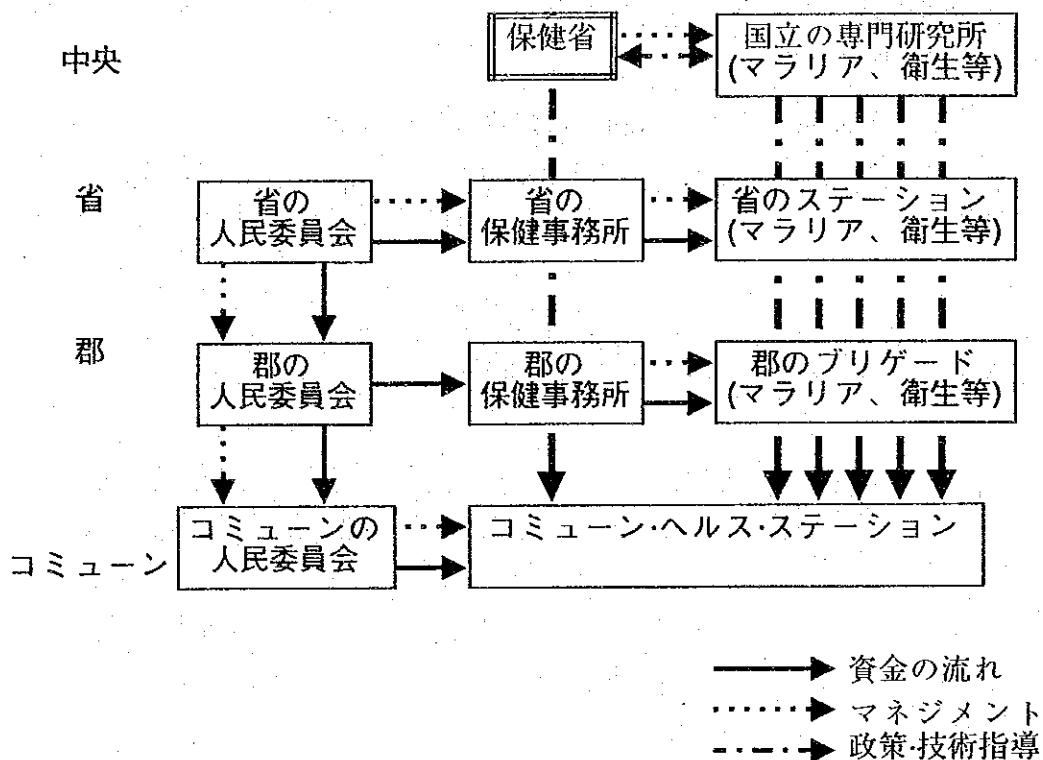 中央
保健省
国立の専門研究所
(マラリア、衛生等)
省
省の
人民委員会
省の
保健事務所
省のステーション
(マラリア、衛生等)
郡
郡の
人民委員会
郡の
保健事務所
郡のブリゲード
(マラリア、衛生等)
コミューン
コミューンの
人民委員会
コミューン・ヘルス・ステーション
資金の流れ
マネジメント
政策・技術指導